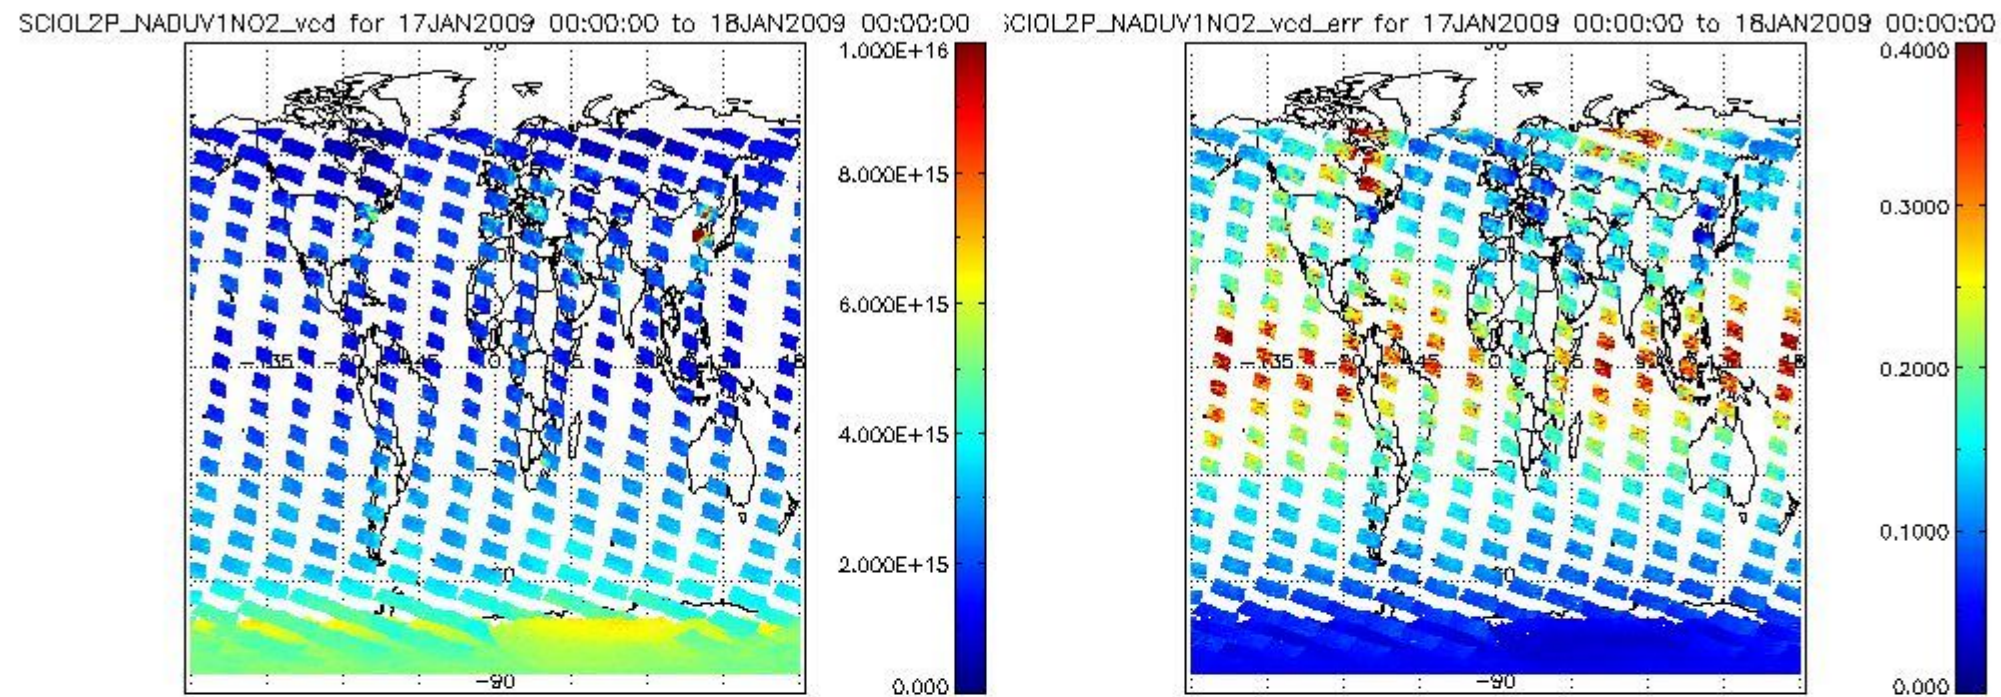 SCIOL2P_NADUV1NO2_vcd for 17JAN2009 00:00:00 to 18JAN2009 00:00:00
1.000E+16
8.000E+15
6.000E+15
4.000E+15
2.000E+15
0.000
0
-90
SCIOL2P_NADUV1NO2_vcd_err for 17JAN2009 00:00:00 to 18JAN2009 00:00:00
0.4000
0.3000
0.2000
0.1000
0.000
0
-90